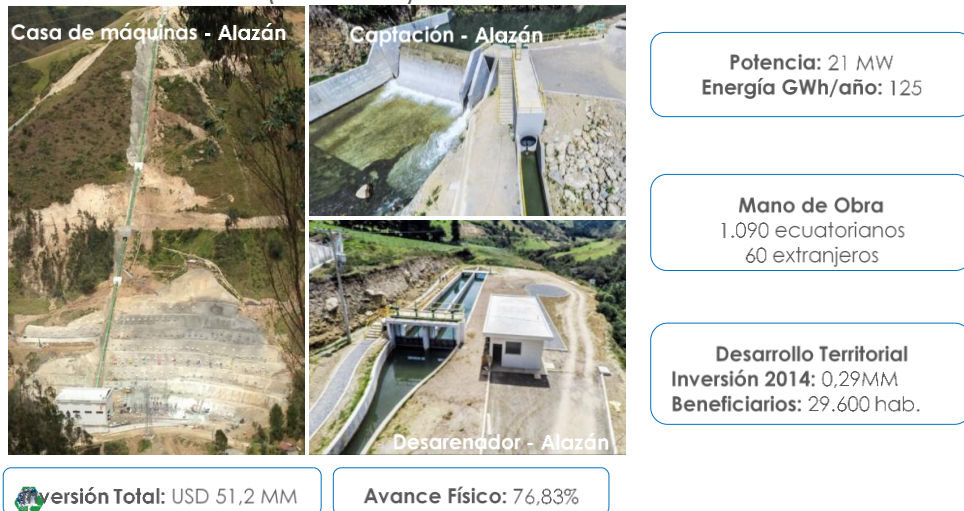 Casa de máquinas - Alazán
Captación - Alazán
Desarenador - Alazán
Potencia: 21 MW
Energía GWh/año: 125
Mano de Obra
1.090 ecuatorianos
60 extranjeros
Desarrollo Territorial
Inversión 2014: 0,29MM
Beneficiarios: 29.600 hab.
Inversión Total: USD 51,2 MM
Avance Físico: 76,83%